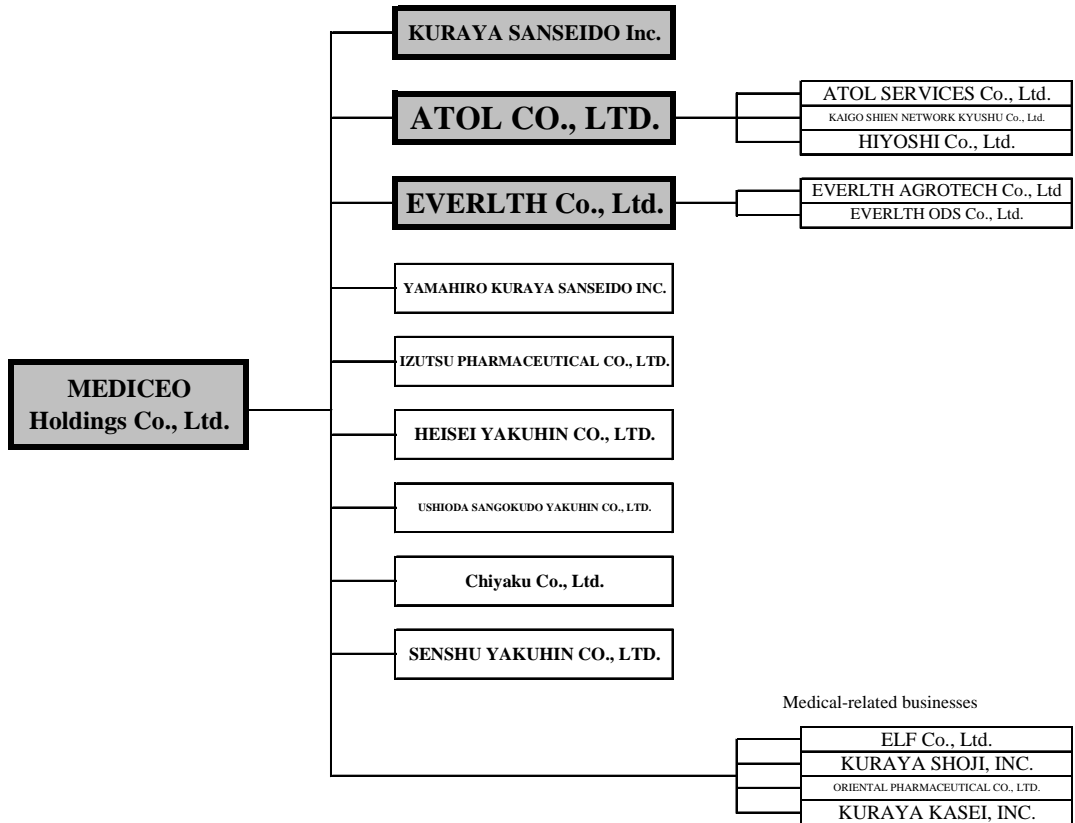 KURAYA SANSEIDO Inc.
ATOL CO., LTD.
ATOL SERVICES Co., Ltd.
KAIGO SHIEN NETWORK KYUSHU Co., Ltd.
HIYOSHI Co., Ltd.
EVERLTH Co., Ltd.
EVERLTH AGROTECH Co., Ltd
EVERLTH ODS Co., Ltd.
YAMAHIRO KURAYA SANSEIDO INC.
IZUTSU PHARMACEUTICAL CO., LTD.
MEDICEO
Holdings Co., Ltd.
HEISEI YAKUHIN CO., LTD.
USHIODA SANGOKUDO YAKUHIN CO., LTD.
Chiyaku Co., Ltd.
SENSHU YAKUHIN CO., LTD.
Medical-related businesses
ELF Co., Ltd.
KURAYA SHOJI, INC.
ORIENTAL PHARMACEUTICAL CO., LTD.
KURAYA KASEI, INC.